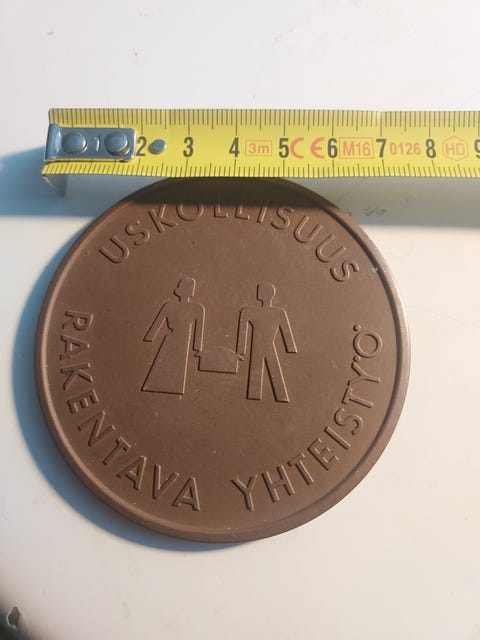 2 3 4 3m 5 CE 6 M16 7 0126 8 HD 9
USKOLLISUUS
RAKENTAVA YHTEISTYÖ